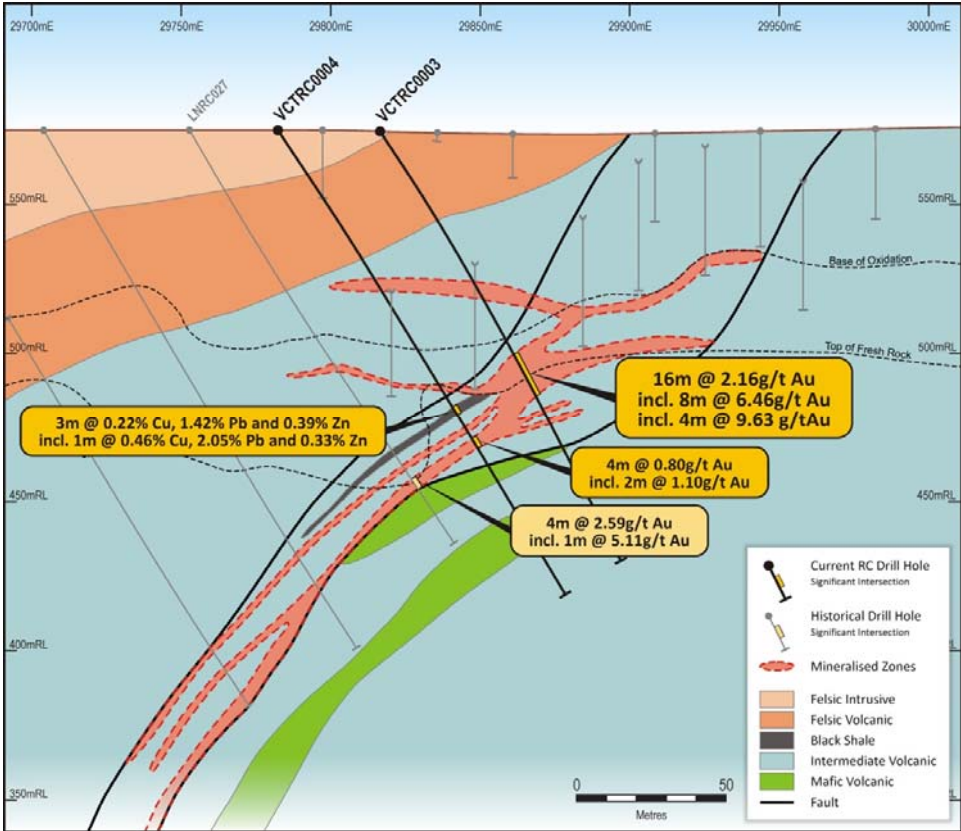 29700mE
29750mE
29800mE
29850mE
29900mE
29950mE
30000mE
LNRC027
VCTRC0004
VCTRC0003
550mRL
550mRL
Base of Oxidation
500mRL
500mRL
Top of Fresh Rock
16m @ 2.16g/t Au
incl. 8m @ 6.46g/t Au
incl. 4m @ 9.63 g/tAu
3m @ 0.22% Cu, 1.42% Pb and 0.39% Zn
incl. 1m @ 0.46% Cu, 2.05% Pb and 0.33% Zn
4m @ 0.80g/t Au
incl. 2m @ 1.10g/t Au
450mRL
450mRL
4m @ 2.59g/t Au
incl. 1m @ 5.11g/t Au
400mRL
350mRL
Current RC Drill Hole
Significant Intersection
Historical Drill Hole
Significant Intersection
Mineralised Zones
Felsic Intrusive
Felsic Volcanic
Black Shale
Intermediate Volcanic
Mafic Volcanic
Fault
0
50
Metres